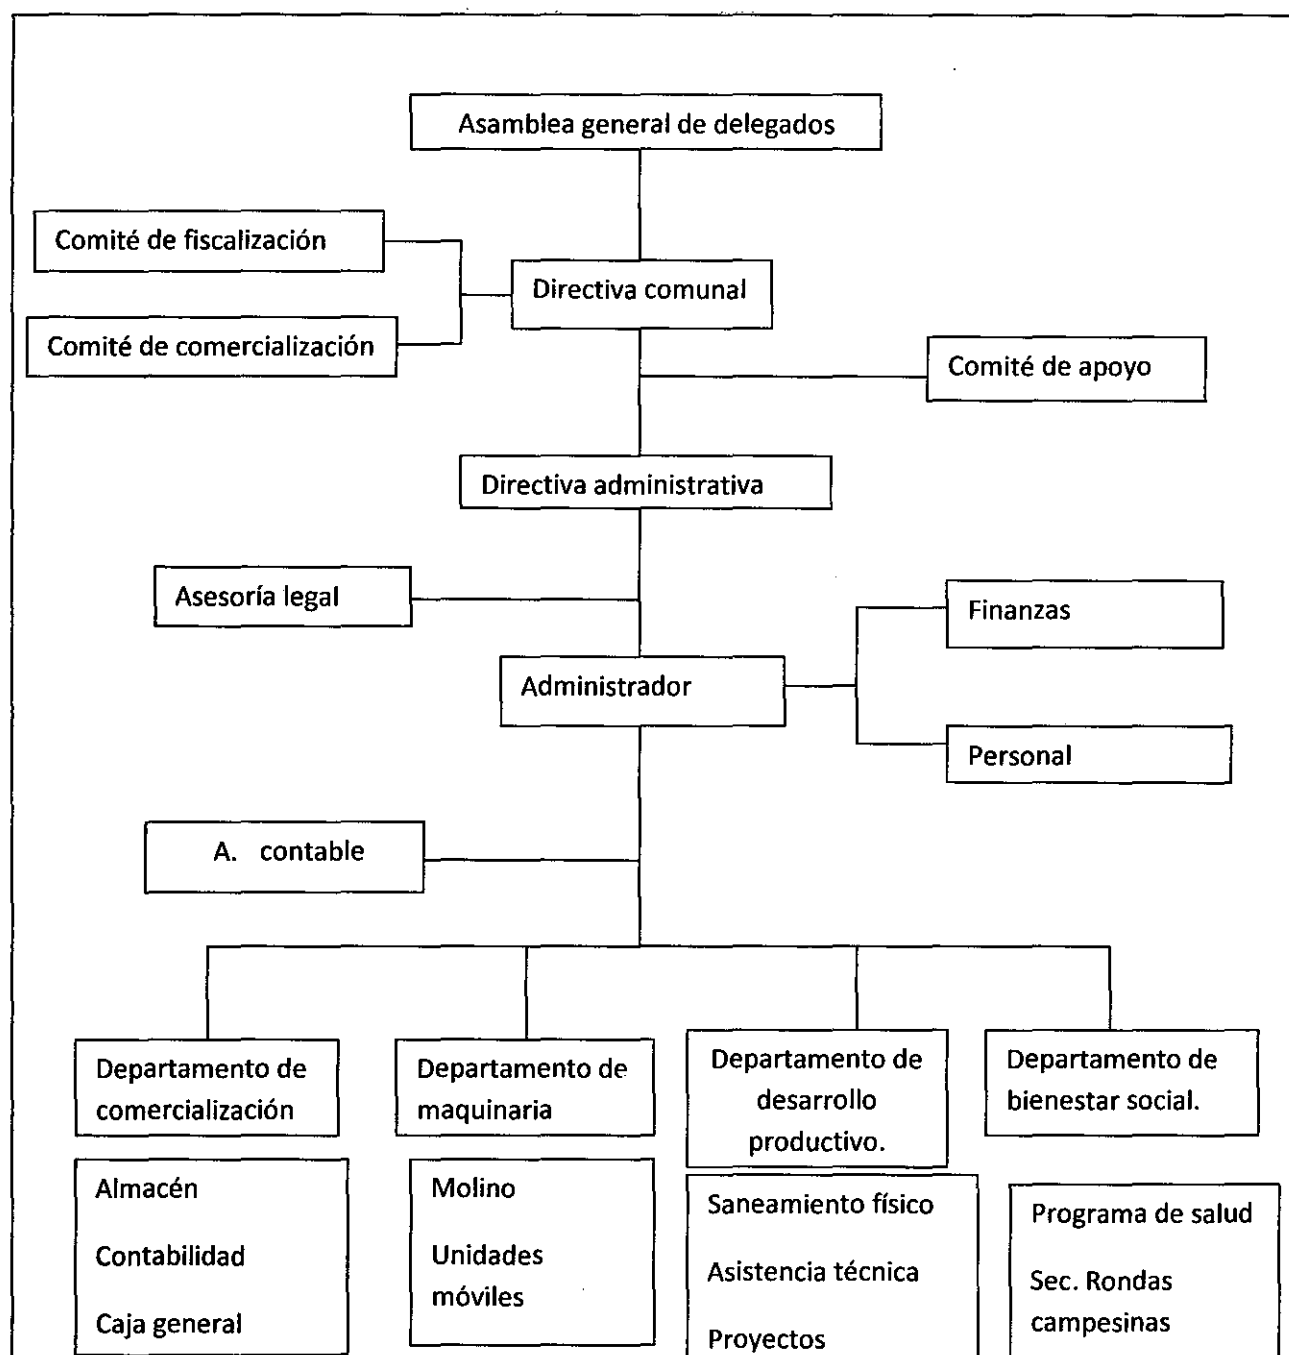 Asamblea general de delegados
Comité de fiscalización
Directiva comunal
Comité de comercialización
Comité de apoyo
Directiva administrativa
Asesoría legal
Finanzas
Administrador
Personal
A. contable
Departamento de
comercialización
Departamento de
maquinaria
Departamento de
desarrollo
productivo.
Departamento de
bienestar social.
Almacén
Contabilidad
Caja general
Molino
Unidades
móviles
Saneamiento físico
Asistencia técnica
Proyectos
Programa de salud
Sec. Rondas
campesinas